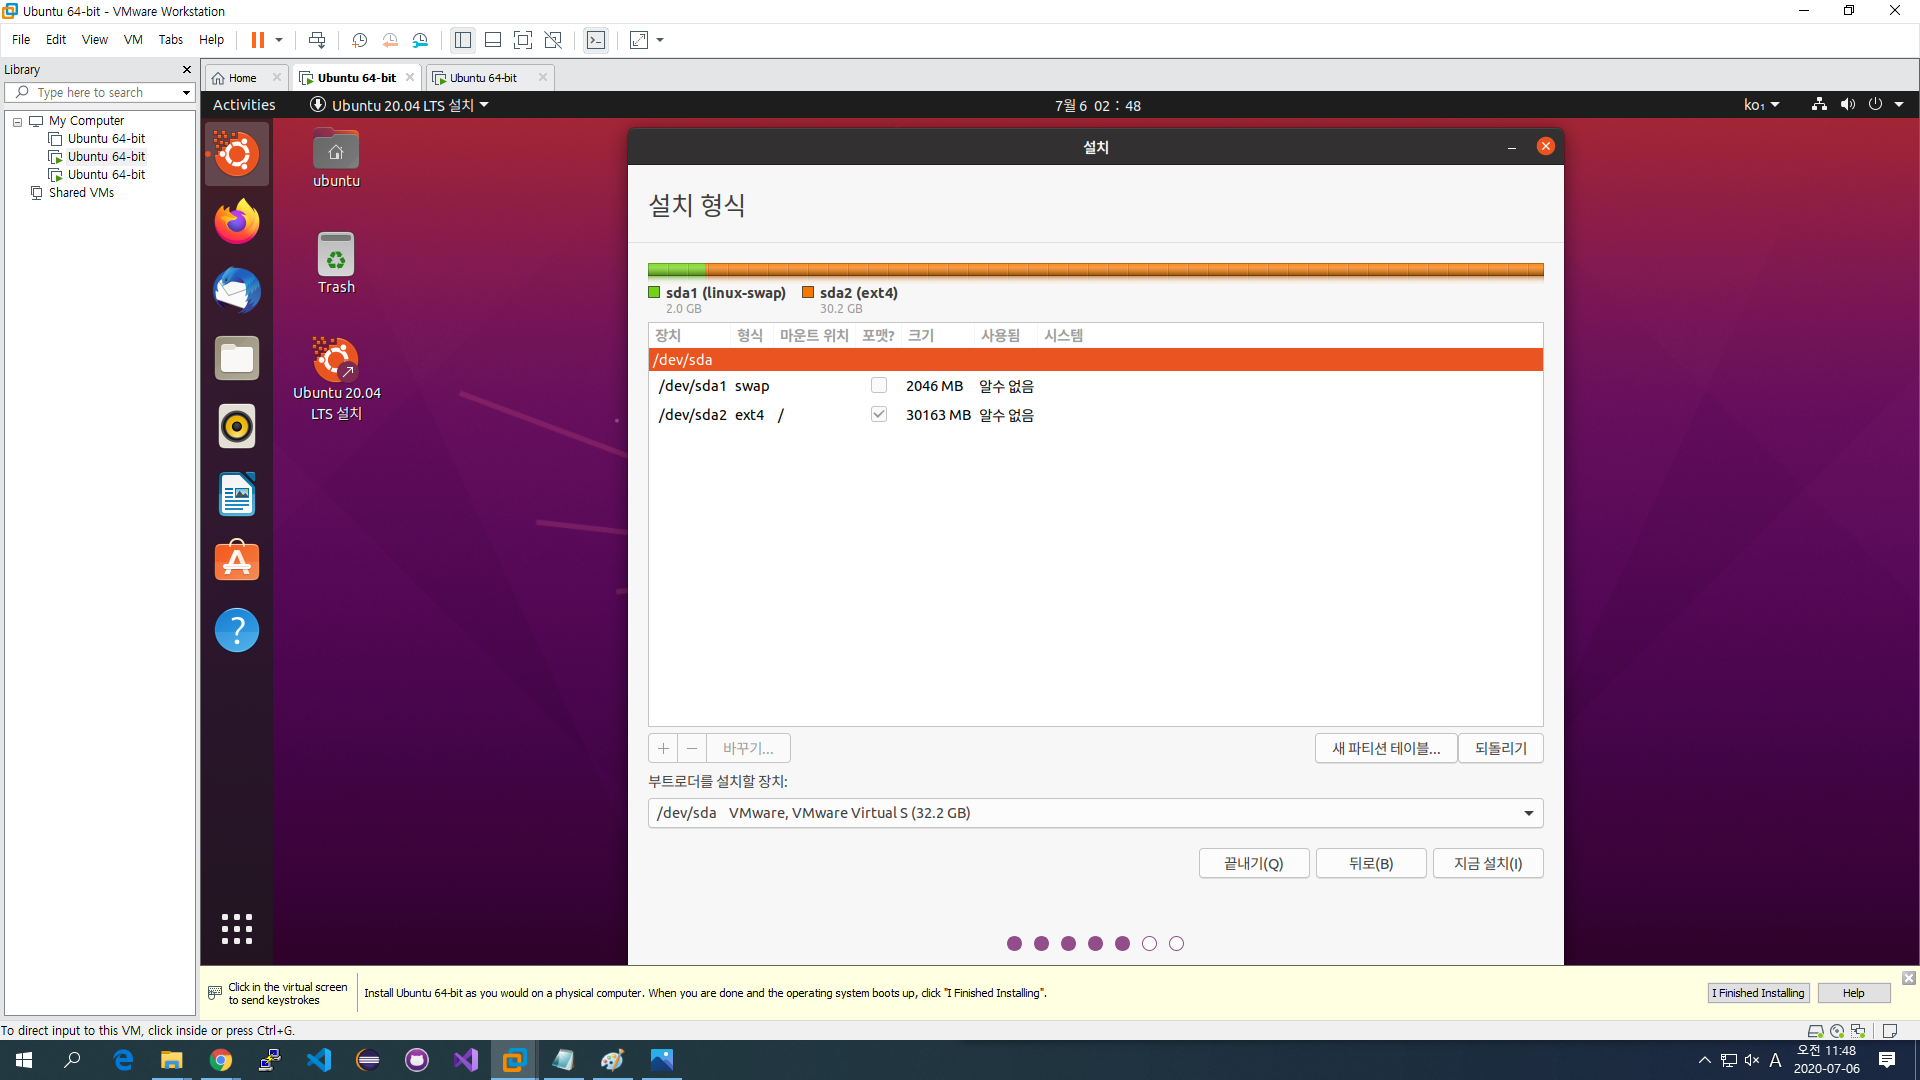 Ubuntu 64-bit - VMware Workstation
File Edit View VM Tabs Help
Library
Type here to search
My Computer
Ubuntu 64-bit
Ubuntu 64-bit
Ubuntu 64-bit
Shared VMs
Home
Ubuntu 64-bit
Ubuntu 64-bit
Activities
Ubuntu 20.04 LTS 설치
7월 6 02 : 48
ko₁
ubuntu
Trash
Ubuntu 20.04
LTS 설치
설치
설치 형식
sda1 (linux-swap)
2.0 GB
sda2 (ext4)
30.2 GB
장치 형식 마운트 위치 포맷? 크기 사용됨 시스템
/dev/sda
/dev/sda1 swap 2046 MB 알수 없음
/dev/sda2 ext4 / 30163 MB 알수 없음
+ − 바꾸기... 새 파티션 테이블... 되돌리기
부트로더를 설치할 장치:
/dev/sda VMware, VMware Virtual S (32.2 GB)
끝내기(Q) 뒤로(B) 지금 설치(I)
Click in the virtual screen
to send keystrokes
Install Ubuntu 64-bit as you would on a physical computer. When you are done and the operating system boots up, click "I Finished Installing".
I Finished Installing
Help
To direct input to this VM, click inside or press Ctrl+G.
A
오전 11:48
2020-07-06